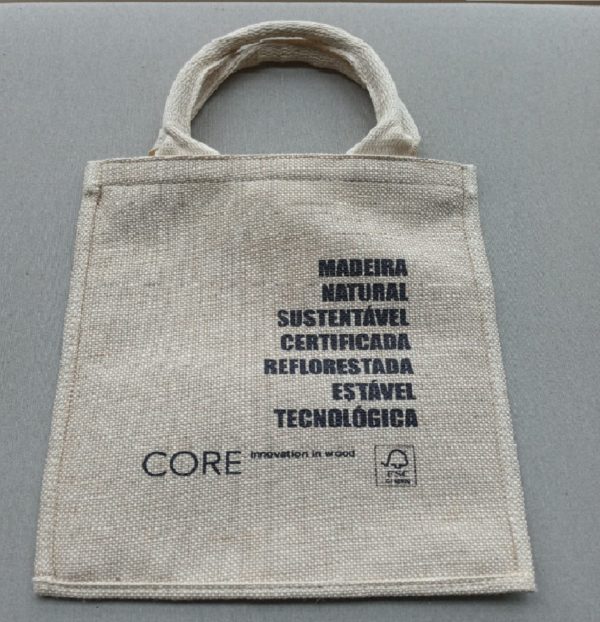 MADEIRA
NATURAL
SUSTENTÁVEL
CERTIFICADA
REFLORESTADA
ESTÁVEL
TECNOLÓGICA
CORE innovation in wood
FSC